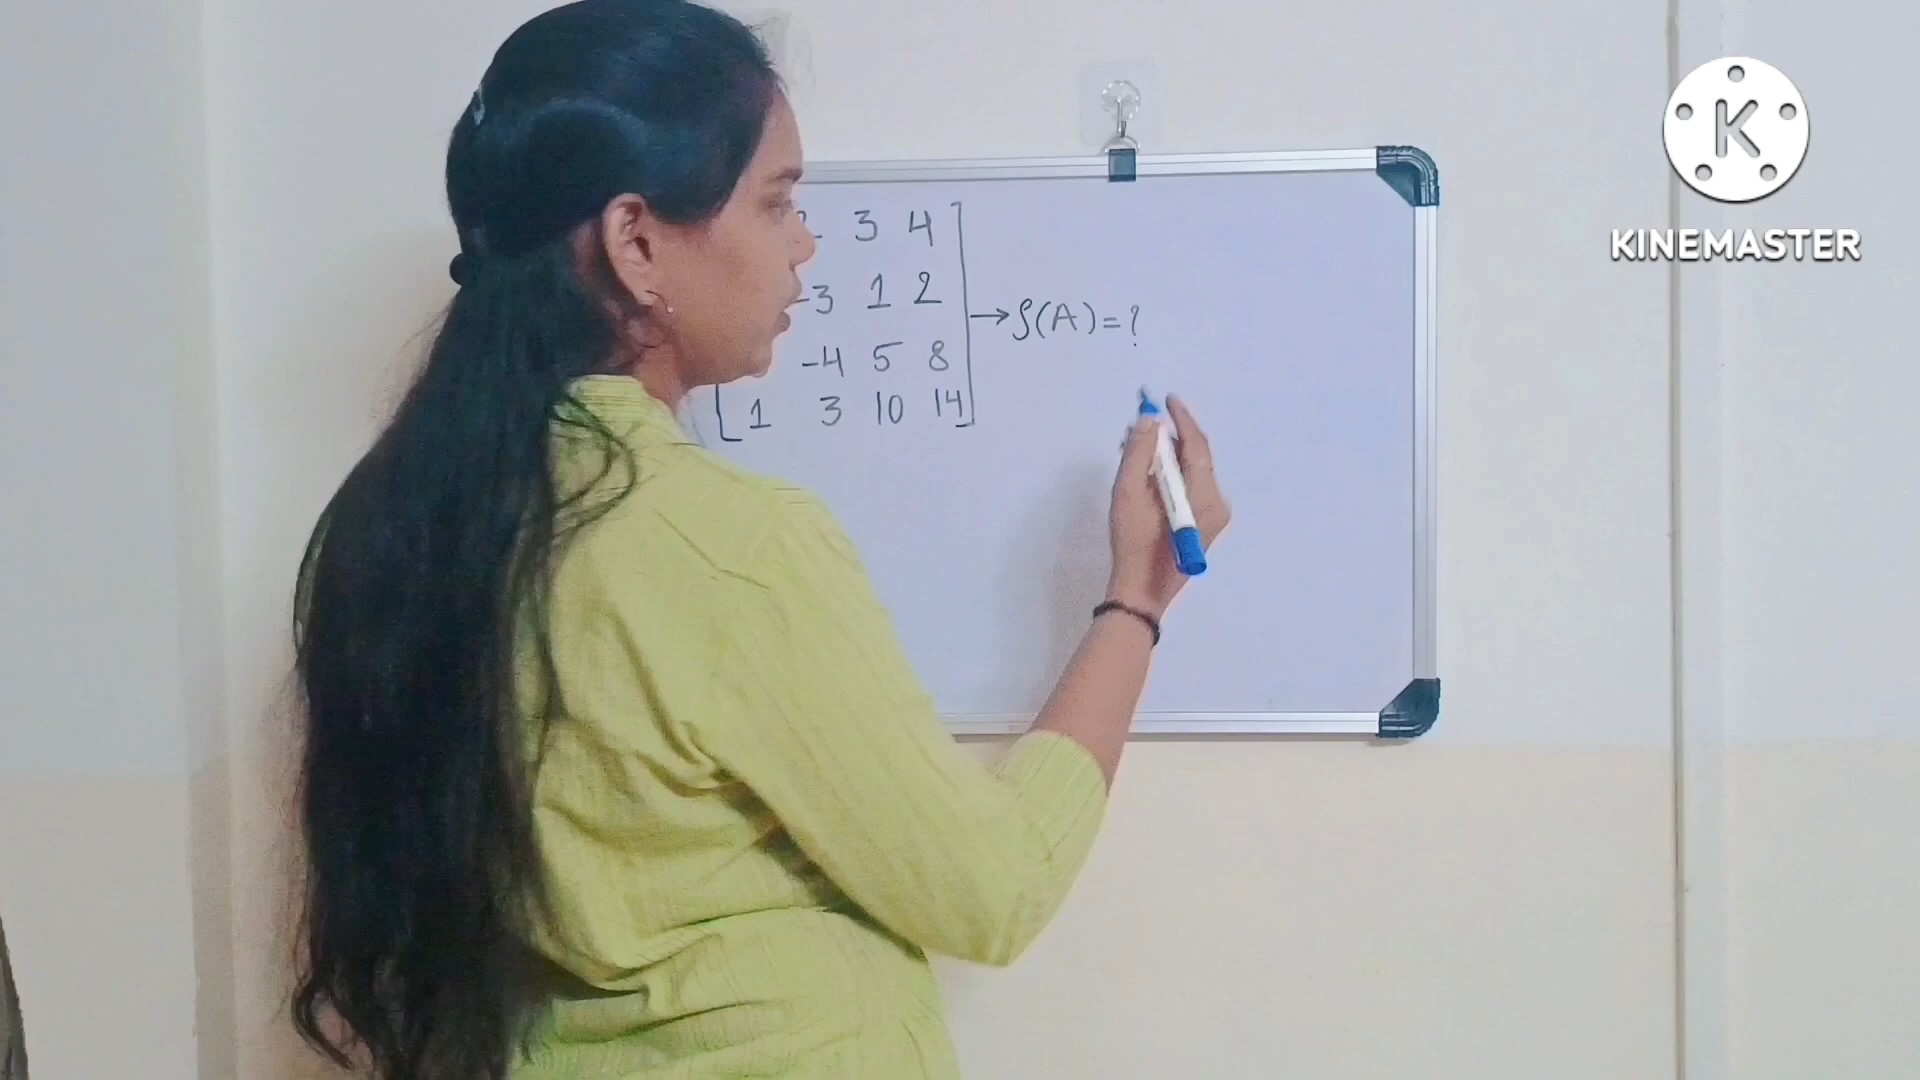 3 4
-3 1 2 → ρ(A)=?
-4 5 8
1 3 10 14
K
KINEMASTER